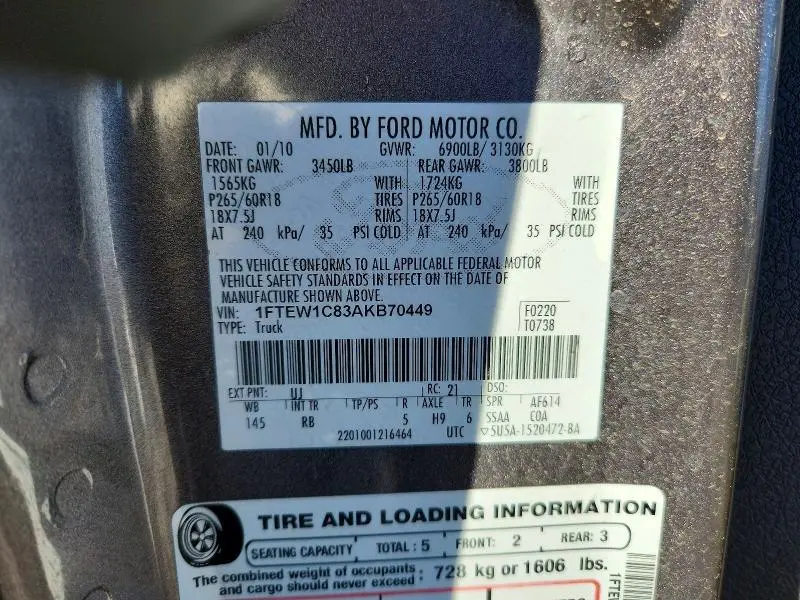 MFD. BY FORD MOTOR CO.
DATE: 01/10 GVWR: 6900LB/ 3130KG
FRONT GAWR: 3450LB REAR GAWR: 3800LB
1565KG WITH 1724KG WITH
P265/60R18 TIRES P265/60R18 TIRES
18X7.5J RIMS 18X7.5J RIMS
AT 240 kPa/ 35 PSI COLD AT 240 kPa/ 35 PSI COLD
THIS VEHICLE CONFORMS TO ALL APPLICABLE FEDERAL MOTOR
VEHICLE SAFETY STANDARDS IN EFFECT ON THE DATE OF
MANUFACTURE SHOWN ABOVE.
VIN: 1FTEW1C83AKB70449 F0220
TYPE: Truck T0738
EXT PNT: UJ RC: 21 DSO:
WB INT TR TP/PS R AXLE TR SPR AF614
145 RB 5 H9 6 SSAA COA
2201001216464 UTC ▽5U5A-1520472-BA
TIRE AND LOADING INFORMATION
SEATING CAPACITY TOTAL : 5 FRONT: 2 REAR: 3
The combined weight of occupants
and cargo should never exceed : 728 kg or 1606 lbs.
1FTEW